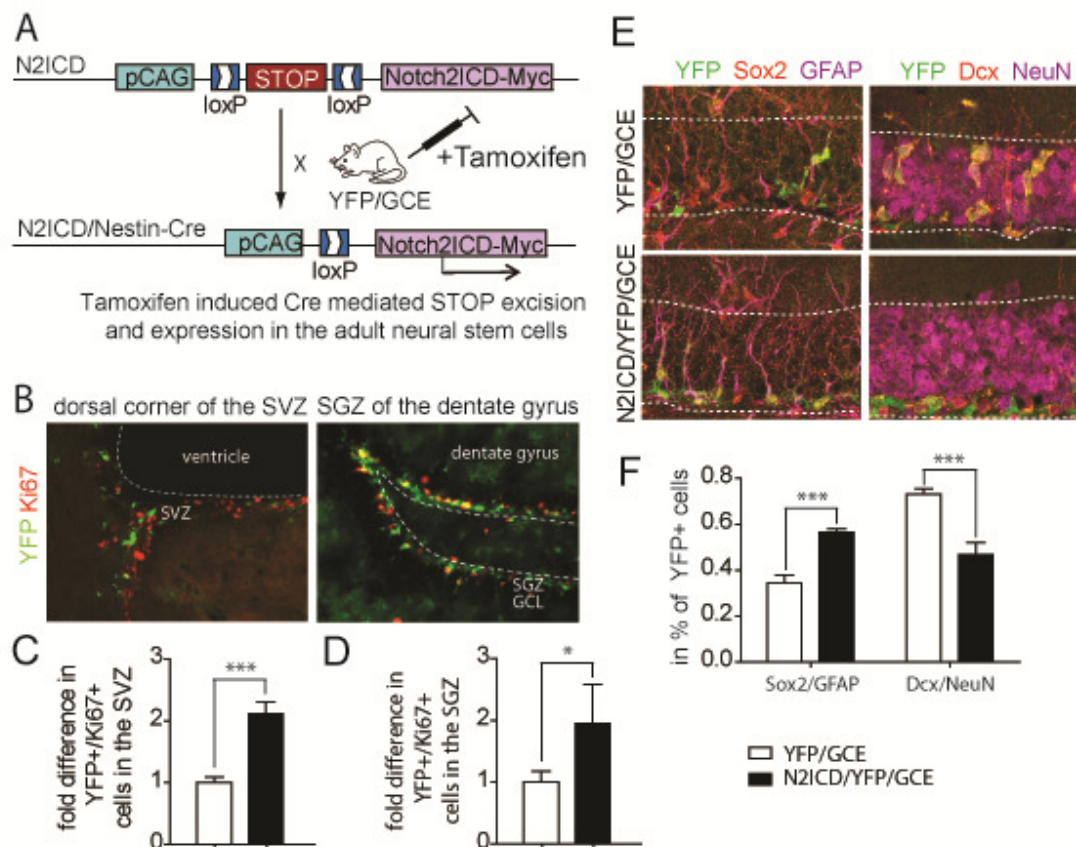 A
N2ICD
pCAG
STOP
Notch2ICD-Myc
loxP
loxP
X
+Tamoxifen
YFP/GCE
N2ICD/Nestin-Cre
pCAG
Notch2ICD-Myc
loxP
Tamoxifen induced Cre mediated STOP excision
and expression in the adult neural stem cells
B
dorsal corner of the SVZ
SGZ of the dentate gyrus
YFP Ki67
ventricle
SVZ
dentate gyrus
SGZ
GCL
C
fold difference in
YFP+/Ki67+
cells in the SVZ
3
2
1
0
***
D
fold difference in
YFP+/Ki67+
cells in the SGZ
3
2
1
0
*
E
YFP Sox2 GFAP
YFP Dcx NeuN
YFP/GCE
N2ICD/YFP/GCE
F
in % of YFP+ cells
0.8
0.6
0.4
0.2
0.0
***
***
Sox2/GFAP
Dcx/NeuN
YFP/GCE
N2ICD/YFP/GCE